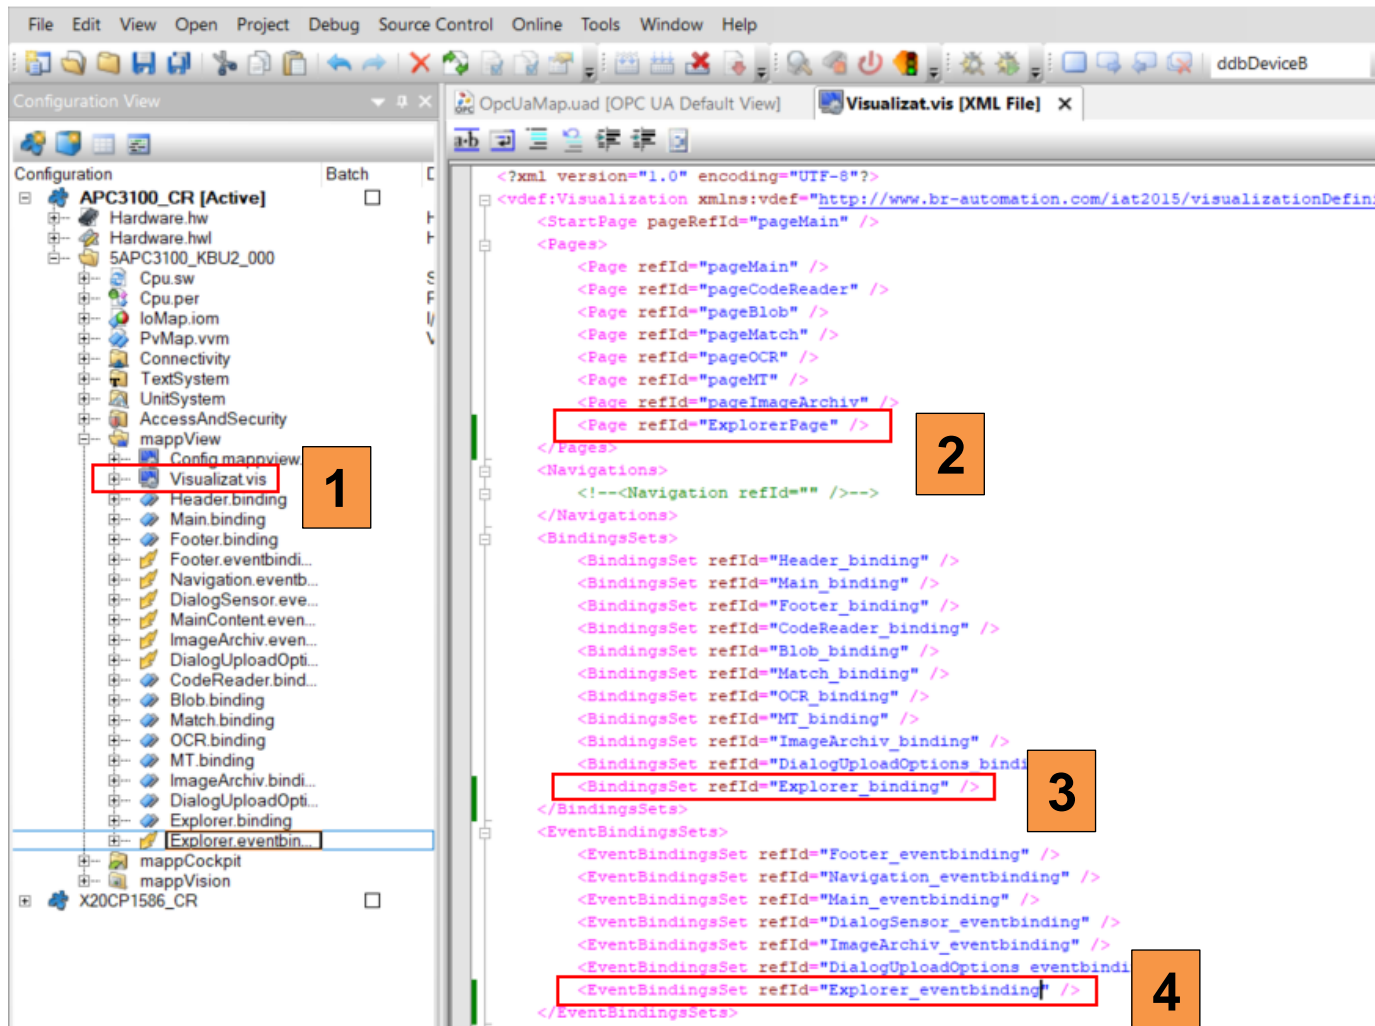 File Edit View Open Project Debug Source Control Online Tools Window Help
ddbDeviceB
Configuration View
OpcUaMap.uad [OPC UA Default View]
Visualizat.vis [XML File]
Configuration Batch
APC3100_CR [Active]
Hardware.hw
Hardware.hwl
5APC3100_KBU2_000
Cpu.sw
Cpu.per
IoMap.iom
PvMap.vvm
Connectivity
TextSystem
UnitSystem
AccessAndSecurity
mappView
Config.mappview.
Visualizat.vis
Header.binding
Main.binding
Footer.binding
Footer.eventbindi...
Navigation.eventb...
DialogSensor.eve...
MainContent.even...
ImageArchiv.even...
DialogUploadOpti...
CodeReader.bind...
Blob.binding
Match.binding
OCR.binding
MT.binding
ImageArchiv.bindi...
DialogUploadOpti...
Explorer.binding
Explorer.eventbin...
mappCockpit
mappVision
X20CP1586_CR
1
<?xml version="1.0" encoding="UTF-8"?>
<vdef:Visualization xmlns:vdef="http://www.br-automation.com/iat2015/visualizationDefini
<StartPage pageRefId="pageMain" />
<Pages>
<Page refId="pageMain" />
<Page refId="pageCodeReader" />
<Page refId="pageBlob" />
<Page refId="pageMatch" />
<Page refId="pageOCR" />
<Page refId="pageMT" />
<Page refId="pageImageArchiv" />
<Page refId="ExplorerPage" />
</Pages>
2
<Navigations>
<!--<Navigation refId="" />-->
</Navigations>
<BindingsSets>
<BindingsSet refId="Header_binding" />
<BindingsSet refId="Main_binding" />
<BindingsSet refId="Footer_binding" />
<BindingsSet refId="CodeReader_binding" />
<BindingsSet refId="Blob_binding" />
<BindingsSet refId="Match_binding" />
<BindingsSet refId="OCR_binding" />
<BindingsSet refId="MT_binding" />
<BindingsSet refId="ImageArchiv_binding" />
<BindingsSet refId="DialogUploadOptions_bindi
<BindingsSet refId="Explorer_binding" />
3
</BindingsSets>
<EventBindingsSets>
<EventBindingsSet refId="Footer_eventbinding" />
<EventBindingsSet refId="Navigation_eventbinding" />
<EventBindingsSet refId="Main_eventbinding" />
<EventBindingsSet refId="DialogSensor_eventbinding" />
<EventBindingsSet refId="ImageArchiv_eventbinding" />
<EventBindingsSet refId="DialogUploadOptions_eventbindi
<EventBindingsSet refId="Explorer_eventbinding" />
4
</EventBindingsSets>